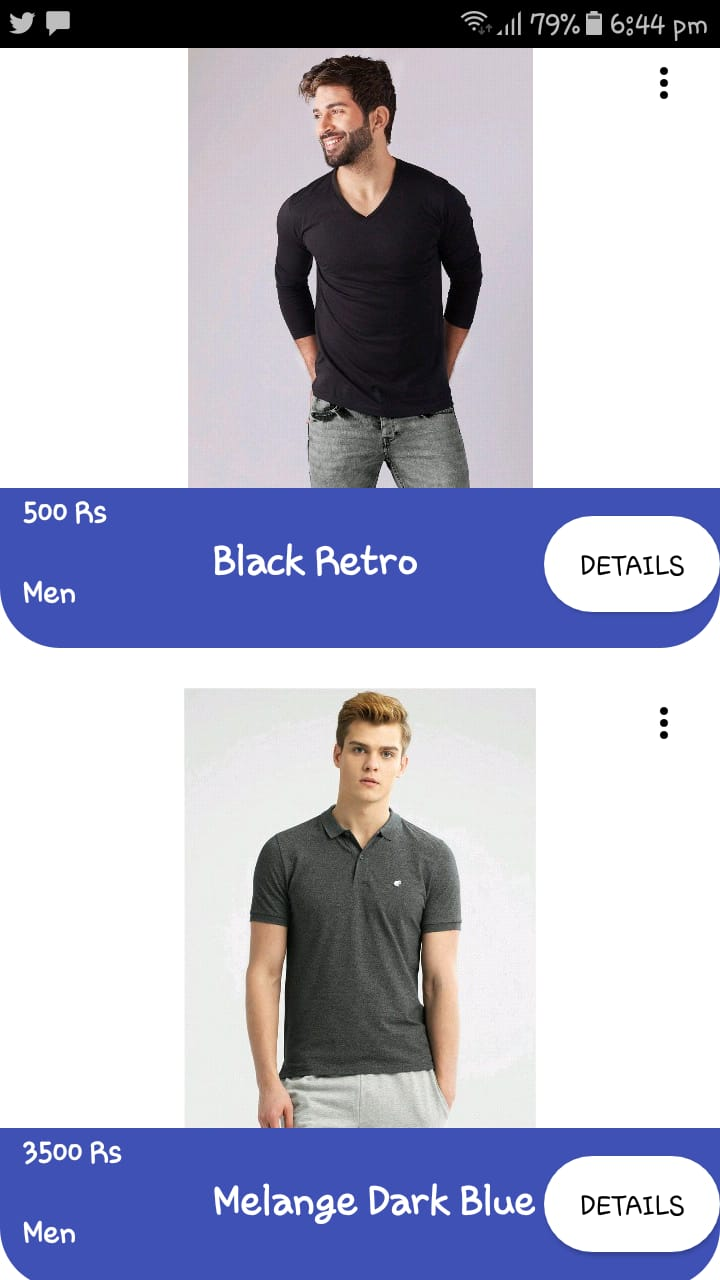 79% 6:44 pm
500 Rs
Black Retro
DETAILS
Men
3500 Rs
Melange Dark Blue
DETAILS
Men